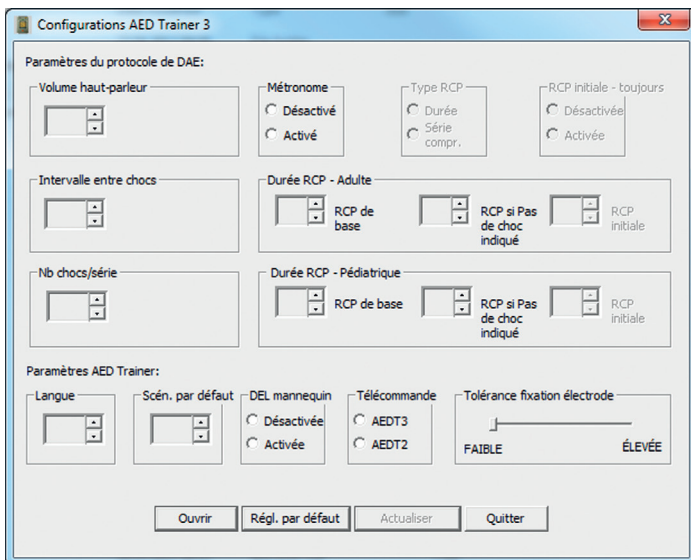 Configurations AED Trainer 3
Paramètres du protocole de DAE:
Volume haut-parleur
Métronome
Désactivé
Activé
Type RCP
Durée
Série
compr.
RCP initiale - toujours
Désactivée
Activée
Intervalle entre chocs
Durée RCP - Adulte
RCP de
base
RCP si Pas
de choc
indiqué
RCP
initiale
Nb chocs/série
Durée RCP - Pédiatrique
RCP de base
RCP si Pas
de choc
indiqué
RCP
initiale
Paramètres AED Trainer:
Langue
Scén. par défaut
DEL mannequin
Désactivée
Activée
Télécommande
AEDT3
AEDT2
Tolérance fixation électrode
FAIBLE
ÉLEVÉE
Ouvrir
Régl. par défaut
Actualiser
Quitter